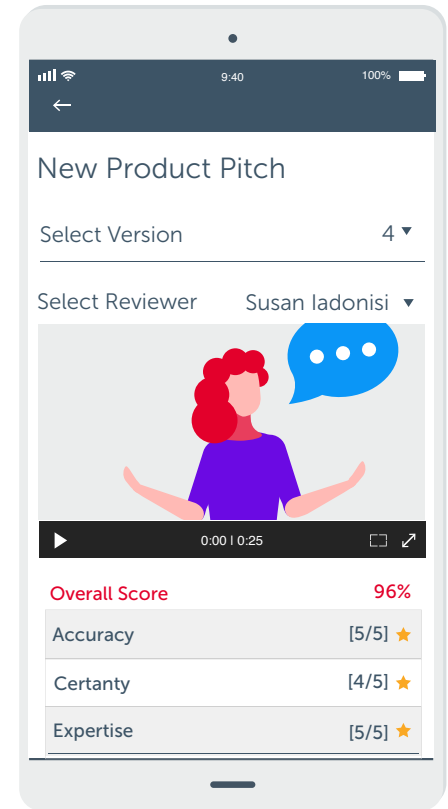 9:40 100%
New Product Pitch
Select Version 4
Select Reviewer Susan Iadonisi
0:00 I 0:25
Overall Score 96%
Accuracy [5/5]
Certanty [4/5]
Expertise [5/5]